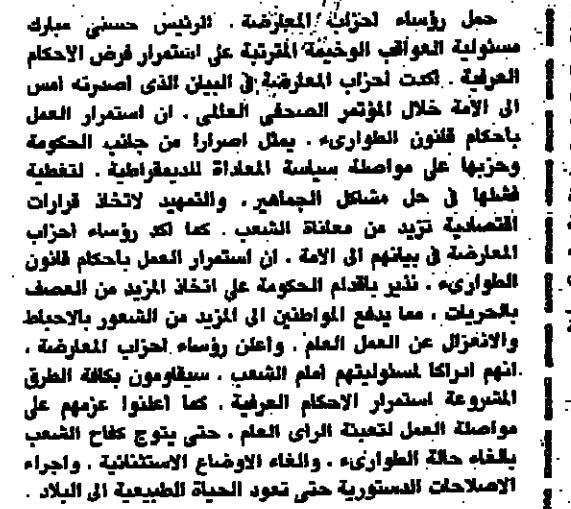 حمل رؤساء احزاب المعارضة . الرئيس حسنى مبارك
مسئولية العواقب الوخيمة المترتبة على استمرار فرض الاحكام
العرفية . اكدت احزاب المعارضة في البيان الذى اصدرته امس
الى الأمة خلال المؤتمر الصحفي العالمى . ان استمرار العمل
باحكام قانون الطوارىء . يمثل اصرارا من جانب الحكومة
وحزبها على مواصلة سياسة المعاداة للديمقراطية . لتغطية
فشلها في حل مشاكل الجماهير . والتمهيد لاتخاذ قرارات
اقتصادية تزيد من معاناة الشعب . كما اكد رؤساء احزاب
المعارضة في بيانهم الى الامة . ان استمرار العمل باحكام قانون
الطوارىء . نذير باقدام الحكومة على اتخاذ المزيد من العصف
بالحريات . مما يدفع المواطنين الى المزيد من الشعور بالاحباط
والانعزال عن العمل العام . واعلن رؤساء احزاب المعارضة .
انهم ادراكا لمسئوليتهم امام الشعب . سيقاومون بكافة الطرق
المشروعة استمرار الاحكام العرفية . كما اعلنوا عزمهم على
مواصلة العمل لتعبئة الراى العام . حتى يتوج كفاح الشعب
بالغاء حالة الطوارىء . والغاء الاوضاع الاستثنائية . واجراء
الاصلاحات الدستورية حتى تعود الحياة الطبيعية الى البلاد .